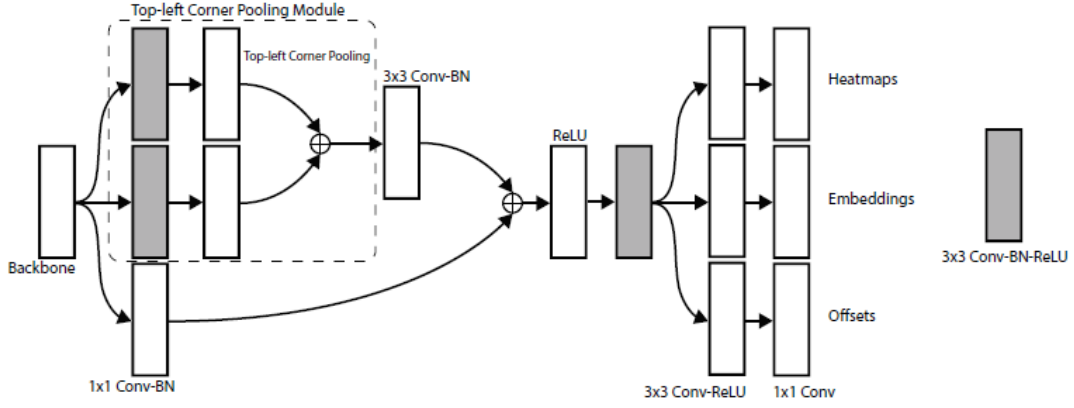 Top-left Corner Pooling Module
Top-left Corner Pooling
3x3 Conv-BN
Heatmaps
ReLU
Embeddings
Backbone
3x3 Conv-BN-ReLU
Offsets
1x1 Conv-BN
3x3 Conv-ReLU
1x1 Conv